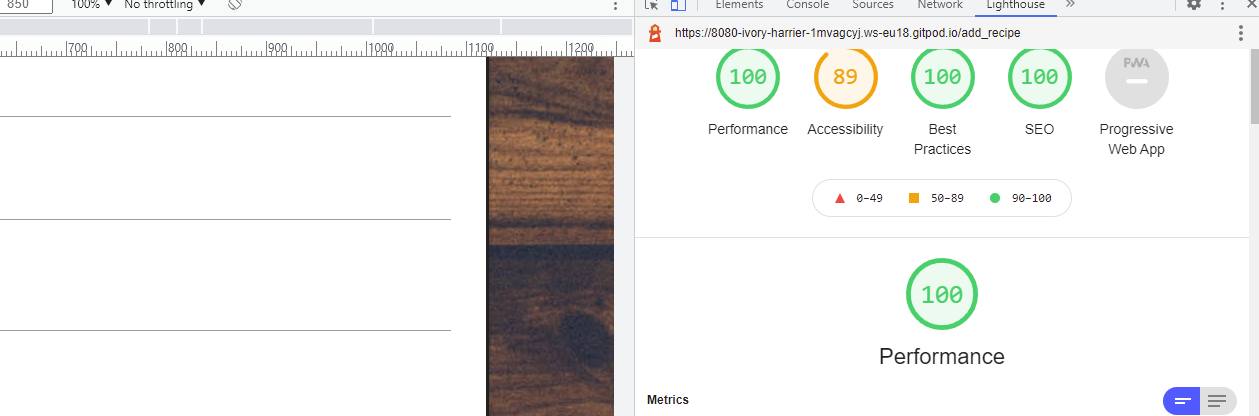 850 100% ▼ No throttling ▼
700 800 900 1000 1100 1200
Elements Console Sources Network Lighthouse »
https://8080-ivory-harrier-1mvagcyj.ws-eu18.gitpod.io/add_recipe
100 89 100 100 PWA
Performance Accessibility Best Practices SEO Progressive Web App
0–49 50–89 90–100
100
Performance
Metrics